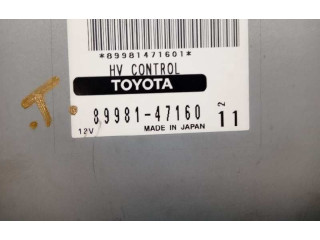 *89981471601*
HV CONTROL
TOYOTA
89981-47160 2 11
12V MADE IN JAPAN
T.